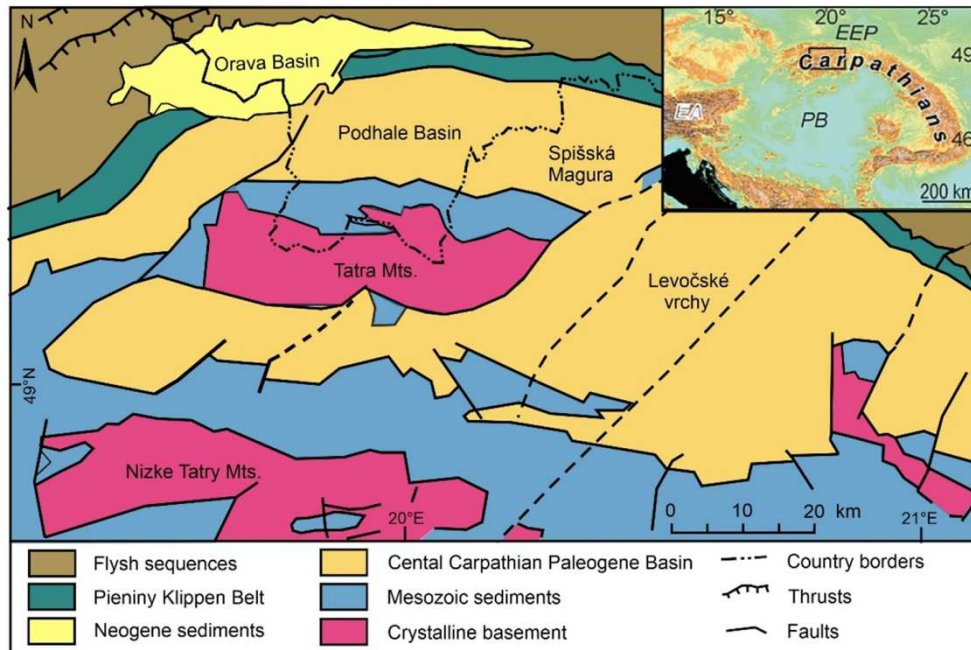 N
Orava Basin
Podhale Basin
Spišská
Magura
Tatra Mts.
Levočské
vrchy
Nizke Tatry Mts.
49°N
20°E
21°E
0 10 20 km
15°
20°
25°
EEP
49
Carpathians
EA
PB
46
200 km
Flysh sequences
Pieniny Klippen Belt
Neogene sediments
Cental Carpathian Paleogene Basin
Mesozoic sediments
Crystalline basement
Country borders
Thrusts
Faults